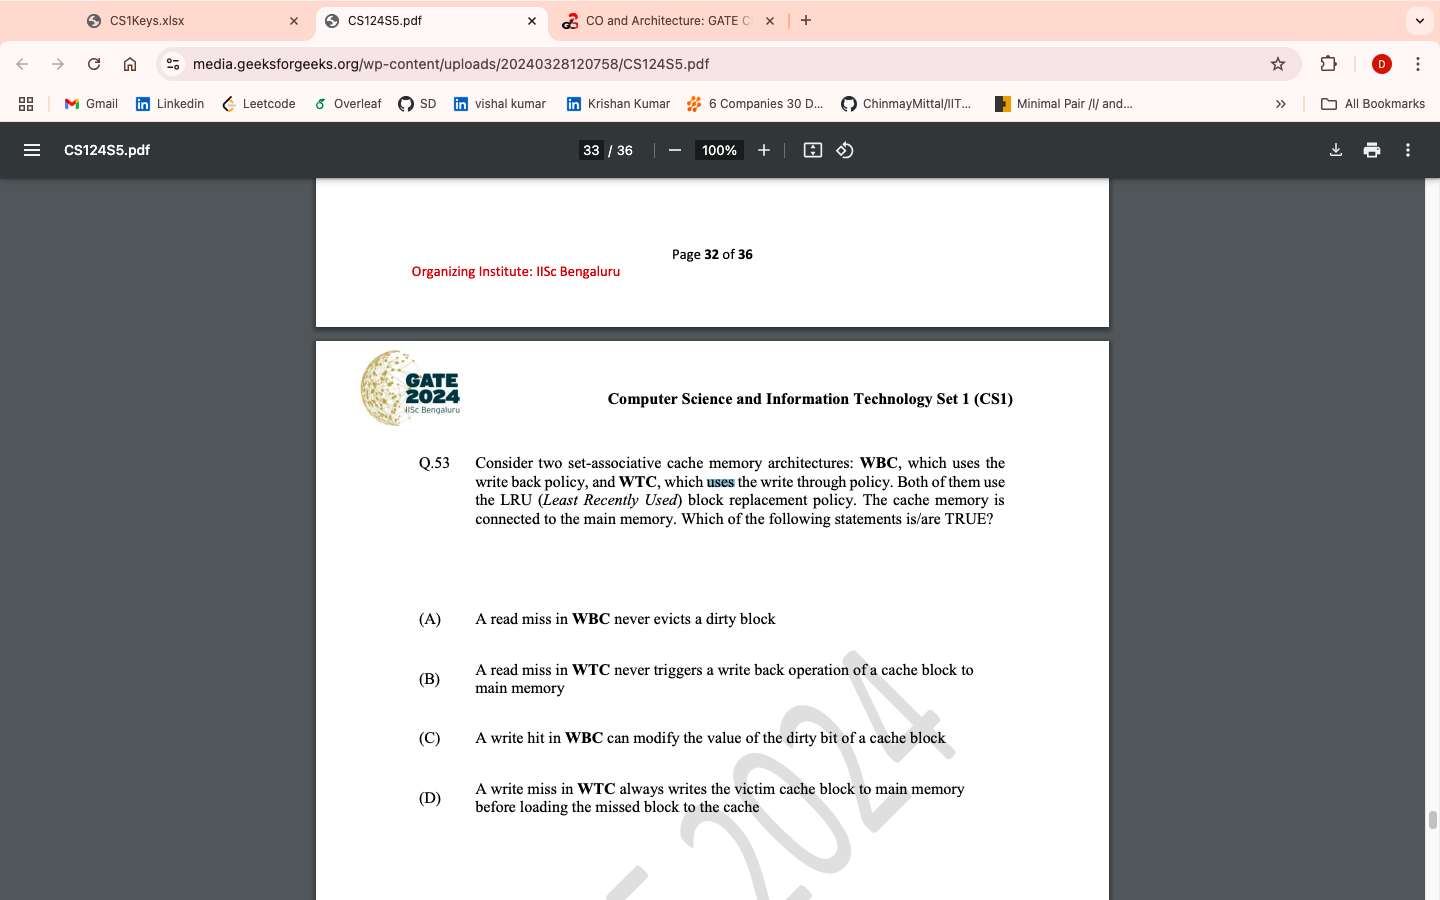 CS1Keys.xlsx
CS124S5.pdf
CO and Architecture: GATE C
media.geeksforgeeks.org/wp-content/uploads/20240328120758/CS124S5.pdf
D
Gmail
Linkedin
Leetcode
Overleaf
SD
vishal kumar
Krishan Kumar
6 Companies 30 D...
ChinmayMittal/IIT...
Minimal Pair /l/ and...
All Bookmarks
CS124S5.pdf
33 / 36
100%
Page 32 of 36
Organizing Institute: IISc Bengaluru
GATE
2024
IISc Bengaluru
Computer Science and Information Technology Set 1 (CS1)
Q.53 Consider two set-associative cache memory architectures: WBC, which uses the
write back policy, and WTC, which uses the write through policy. Both of them use
the LRU (Least Recently Used) block replacement policy. The cache memory is
connected to the main memory. Which of the following statements is/are TRUE?
(A) A read miss in WBC never evicts a dirty block
(B) A read miss in WTC never triggers a write back operation of a cache block to
main memory
(C) A write hit in WBC can modify the value of the dirty bit of a cache block
(D) A write miss in WTC always writes the victim cache block to main memory
before loading the missed block to the cache
2024